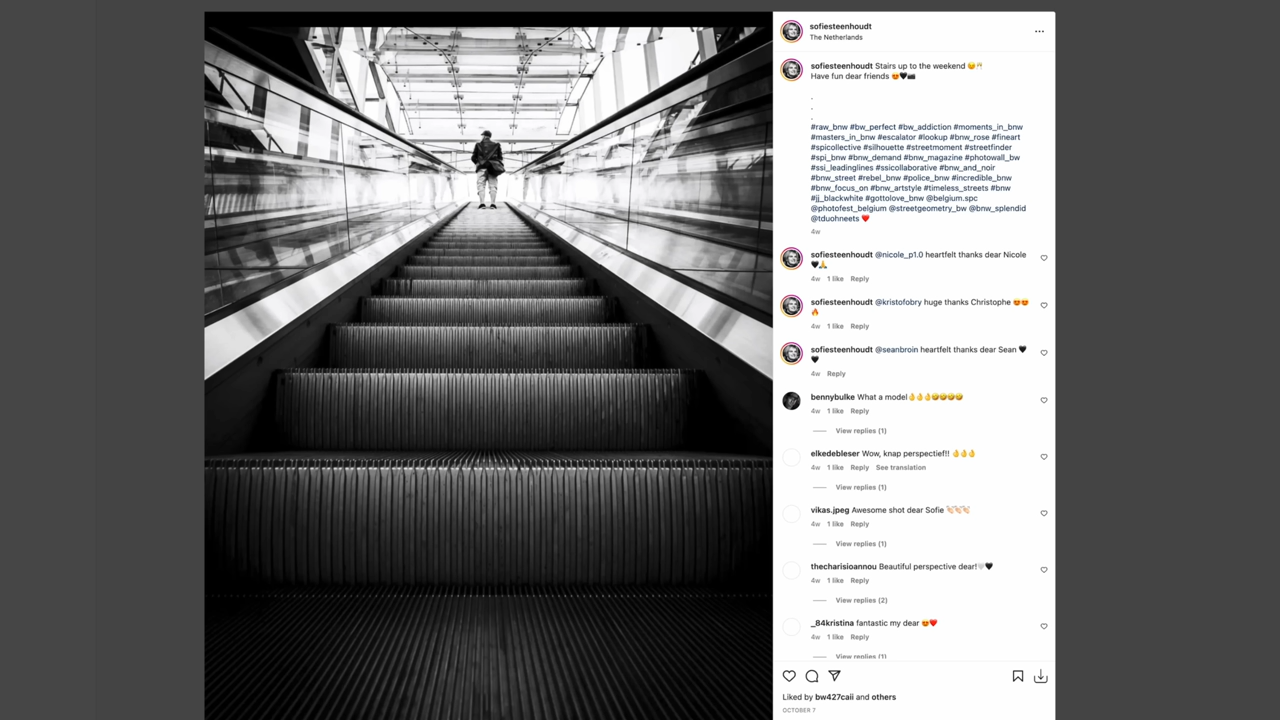 sofiesteenhoudt
The Netherlands
sofiesteenhoudt Stairs up to the weekend 😏🥂
Have fun dear friends 😍🖤📷
.
.
.
#raw_bnw #bw_perfect #bw_addiction #moments_in_bnw
#masters_in_bnw #escalator #lookup #bnw_rose #fineart
#spicollective #silhouette #streetmoment #streetfinder
#spi_bnw #bnw_demand #bnw_magazine #photowall_bw
#ssi_leadinglines #ssicollaborative #bnw_and_noir
#bnw_street #rebel_bnw #police_bnw #incredible_bnw
#bnw_focus_on #bnw_artstyle #timeless_streets #bnw
#jj_blackwhite #gottolove_bnw @belgium.spc
@photofest_belgium @streetgeometry_bw @bnw_splendid
@tduohneets ❤️
4w
sofiesteenhoudt @nicole_p1.0 heartfelt thanks dear Nicole
🖤🙏
4w 1 like Reply
sofiesteenhoudt @kristofobry huge thanks Christophe 😍😍
🔥
4w 1 like Reply
sofiesteenhoudt @seanbroin heartfelt thanks dear Sean 🖤
🖤
4w Reply
bennybulke What a model👌👌👌🤣🤣🤣🤣
4w 1 like Reply
View replies (1)
elkedebleser Wow, knap perspectief!! 👌👌👌
4w 1 like Reply See translation
View replies (1)
vikas.jpeg Awesome shot dear Sofie 👏🏻👏🏻👏🏻
4w 1 like Reply
View replies (1)
thecharisioannou Beautiful perspective dear!🤍🖤
4w 1 like Reply
View replies (2)
_84kristina fantastic my dear 😍❤️
4w 1 like Reply
View replies (1)
Liked by bw427caii and others
OCTOBER 7